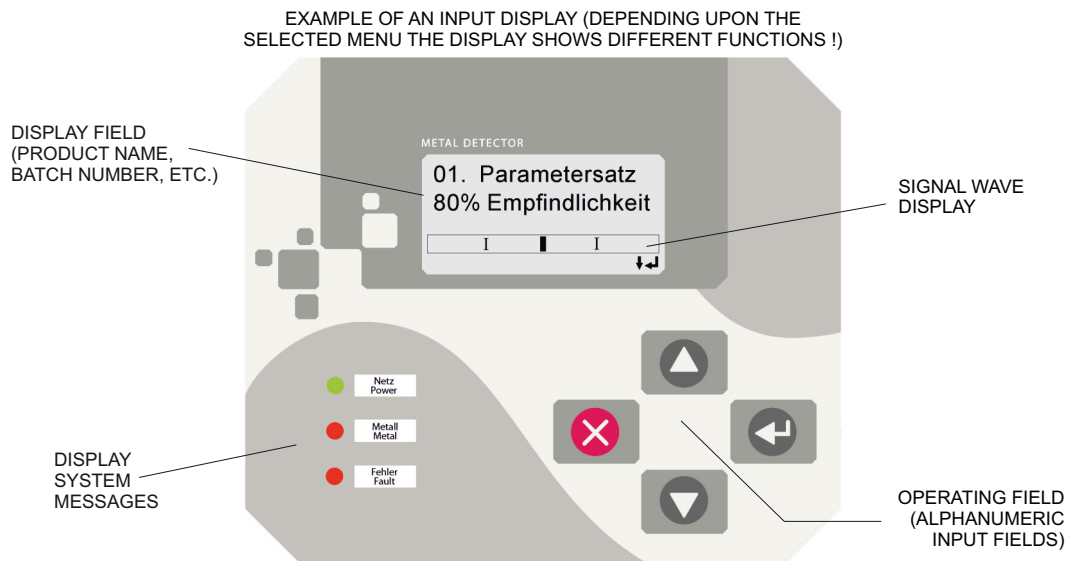 EXAMPLE OF AN INPUT DISPLAY (DEPENDING UPON THE
SELECTED MENU THE DISPLAY SHOWS DIFFERENT FUNCTIONS !)
DISPLAY FIELD
(PRODUCT NAME,
BATCH NUMBER, ETC.)
METAL DETECTOR
01. Parametersatz
80% Empfindlichkeit
I I
SIGNAL WAVE
DISPLAY
Netz
Power
Metall
Metal
Fehler
Fault
DISPLAY
SYSTEM
MESSAGES
OPERATING FIELD
(ALPHANUMERIC
INPUT FIELDS)